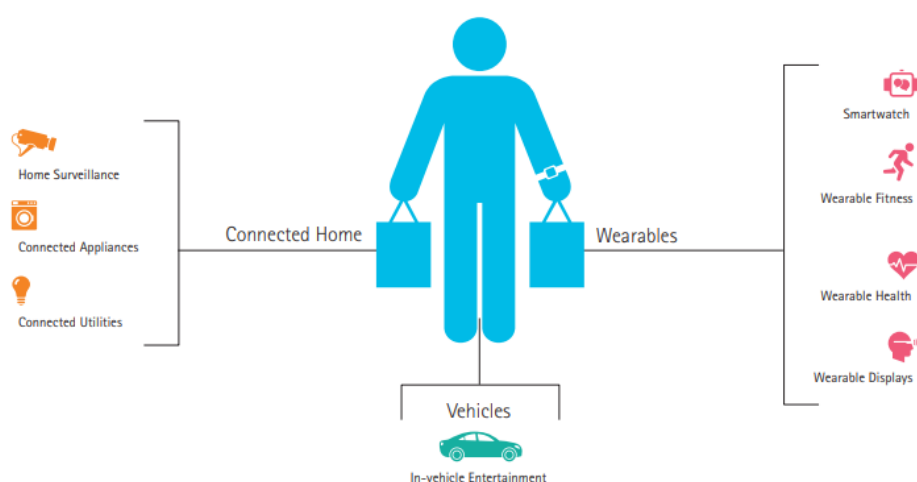 Home Surveillance
Connected Appliances
Connected Utilities
Connected Home
Wearables
Smartwatch
Wearable Fitness
Wearable Health
Wearable Displays
Vehicles
In-vehicle Entertainment